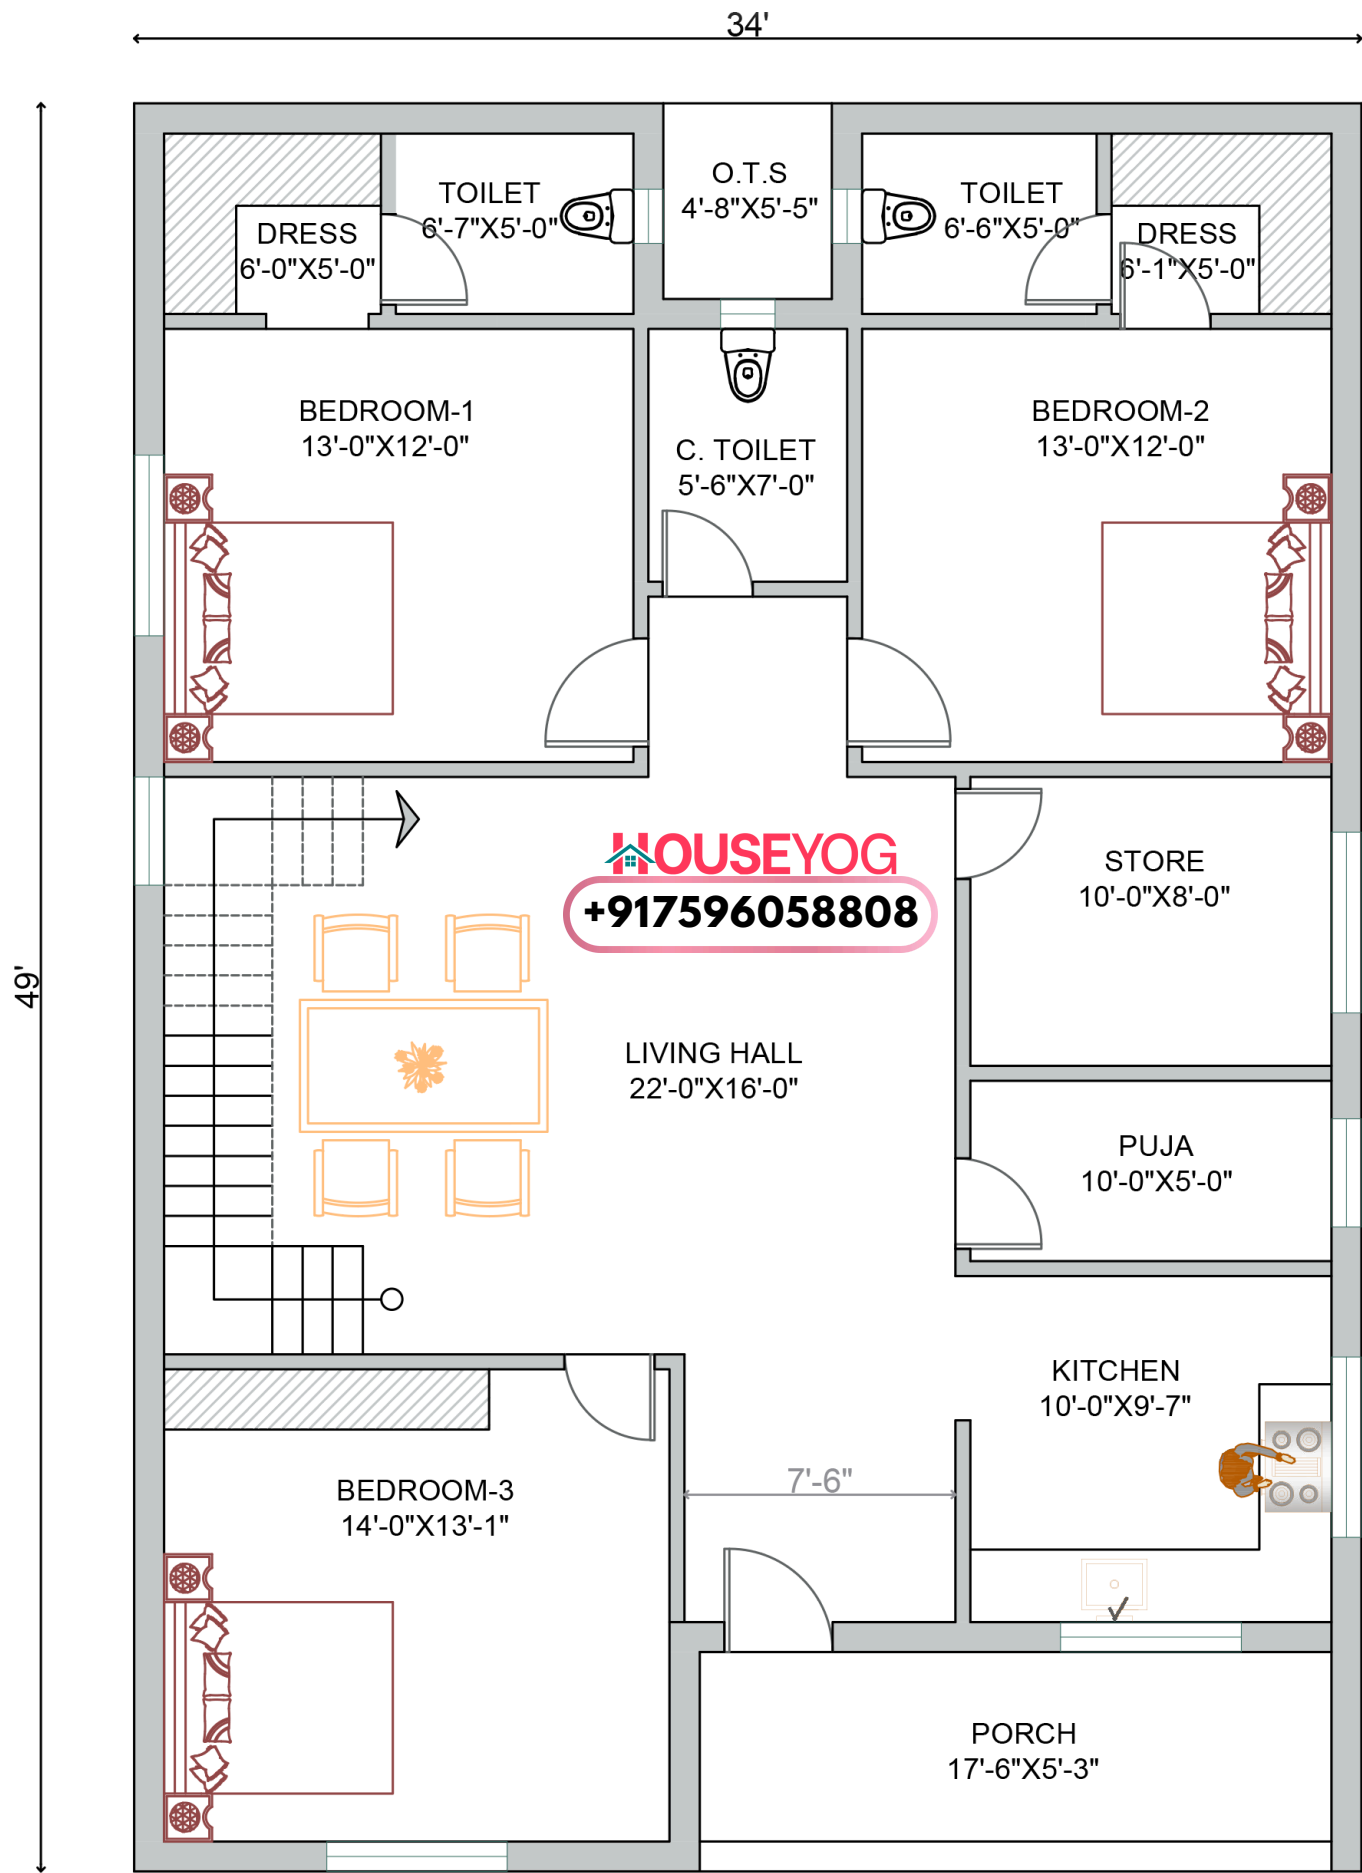 34'
O.T.S
4'-8"X5'-5"
TOILET
6'-7"X5'-0"
TOILET
6'-6"X5'-0"
DRESS
6'-0"X5'-0"
DRESS
6'-1"X5'-0"
BEDROOM-1
13'-0"X12'-0"
BEDROOM-2
13'-0"X12'-0"
C. TOILET
5'-6"X7'-0"
HOUSEYOG
+917596058808
STORE
10'-0"X8'-0"
49'
LIVING HALL
22'-0"X16'-0"
PUJA
10'-0"X5'-0"
KITCHEN
10'-0"X9'-7"
7'-6"
BEDROOM-3
14'-0"X13'-1"
PORCH
17'-6"X5'-3"